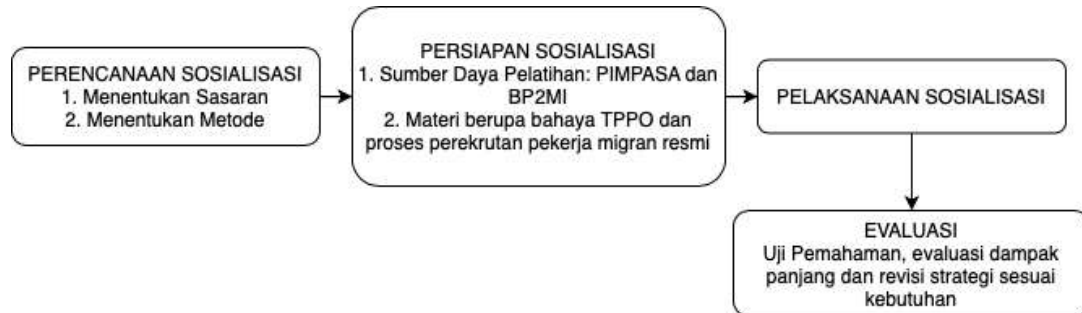 PERENCANAAN SOSIALISASI
1. Menentukan Sasaran
2. Menentukan Metode
PERSIAPAN SOSIALISASI
1. Sumber Daya Pelatihan: PIMPASA dan
BP2MI
2. Materi berupa bahaya TPPO dan
proses perekrutan pekerja migran resmi
PELAKSANAAN SOSIALISASI
EVALUASI
Uji Pemahaman, evaluasi dampak
panjang dan revisi strategi sesuai
kebutuhan